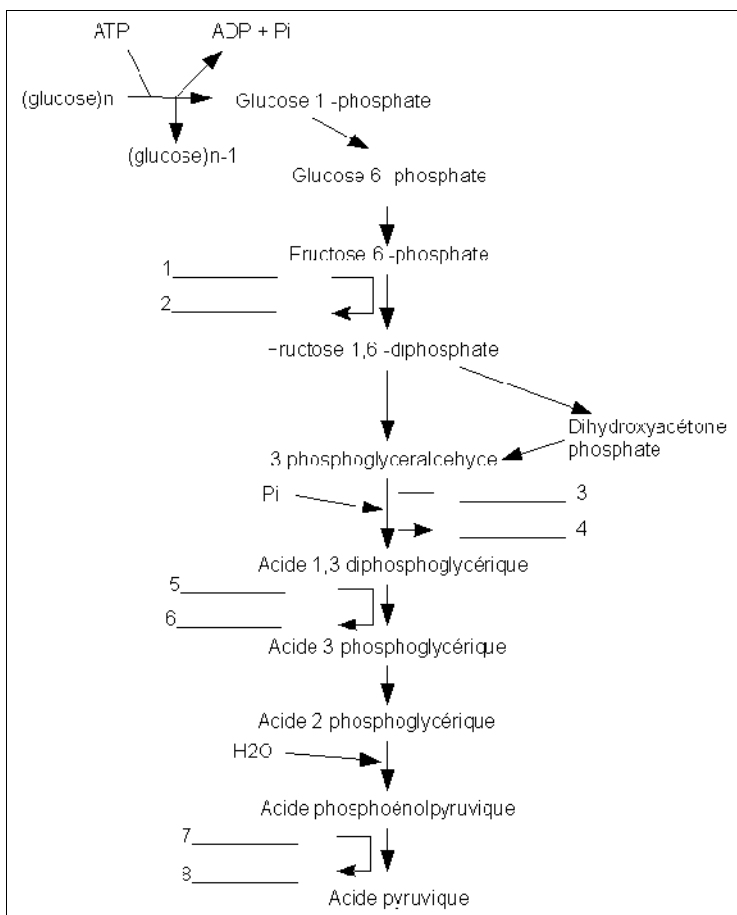 ATP
ADP + Pi
(glucose)n
Glucose 1 -phosphate
(glucose)n-1
Glucose 6 phosphate
Fructose 6 -phosphate
1
2
Fructose 1,6 -diphosphate
Dihydroxyacétone
phosphate
3 phosphoglyceralcehyce
Pi
3
4
Acide 1,3 diphosphoglycérique
5
6
Acide 3 phosphoglycérique
Acide 2 phosphoglycérique
H2O
Acide phosphoénolpyruvique
7
8
Acide pyruvique